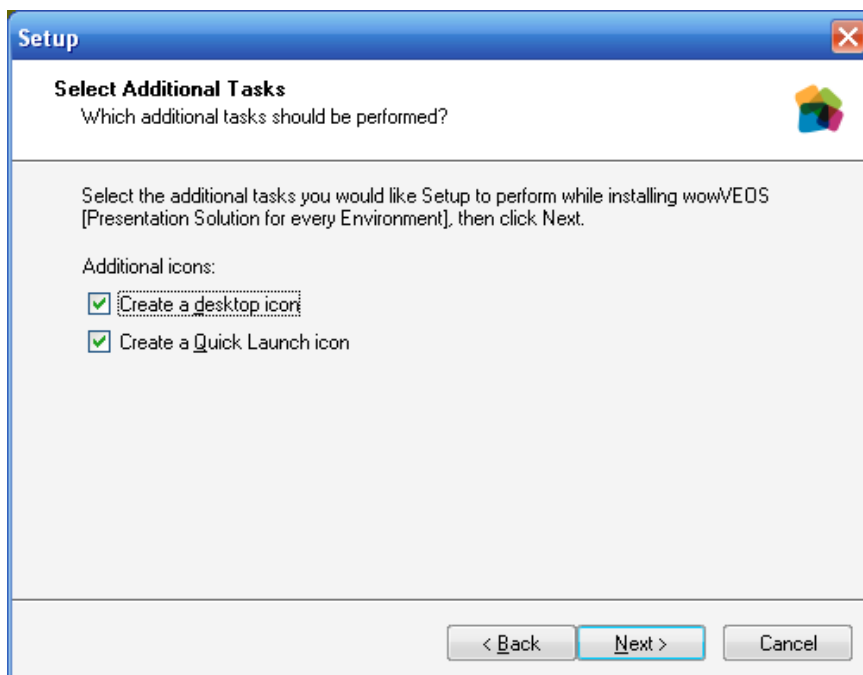 Setup
Select Additional Tasks
Which additional tasks should be performed?
Select the additional tasks you would like Setup to perform while installing wowVEOS
[Presentation Solution for every Environment], then click Next.
Additional icons:
Create a desktop icon
Create a Quick Launch icon
< Back
Next >
Cancel